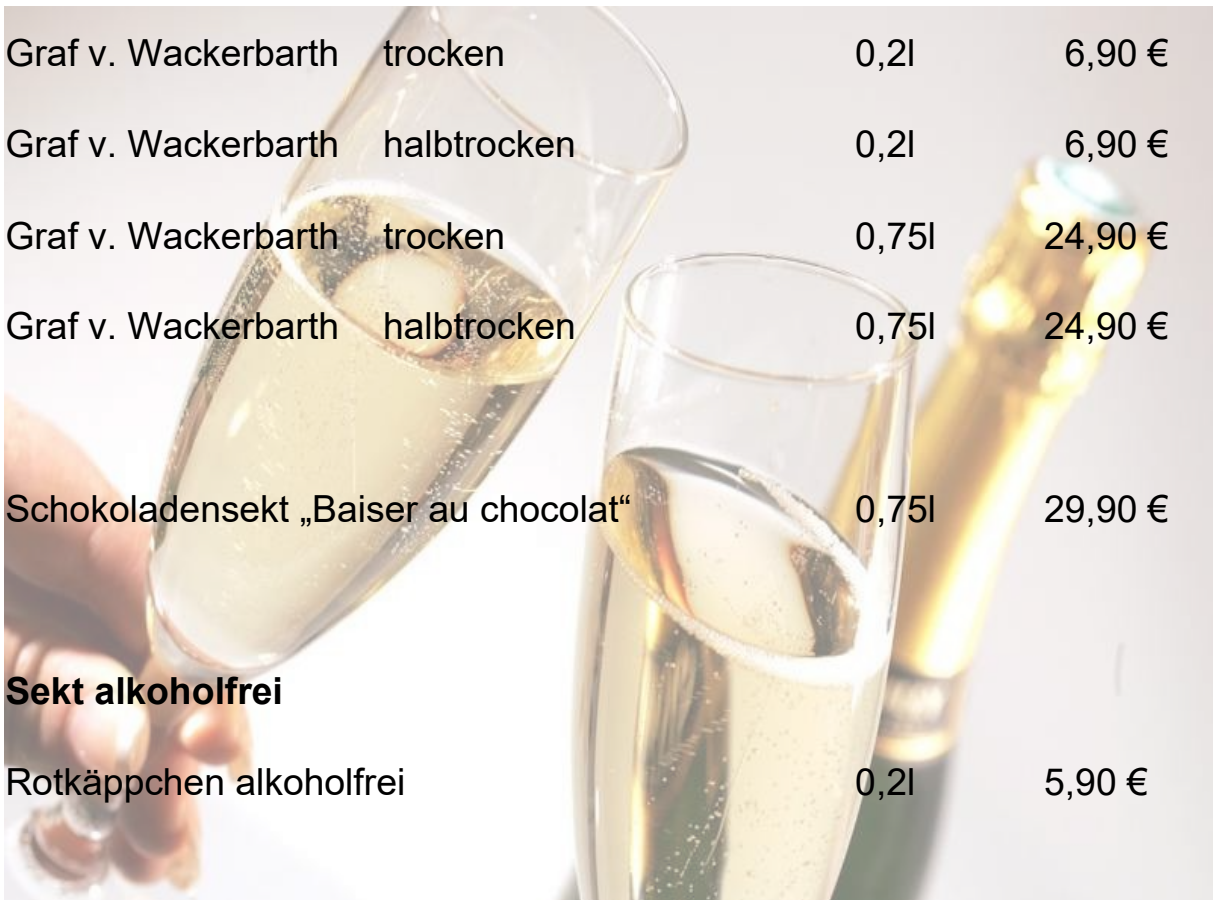 Graf v. Wackerbarth trocken 0,2l 6,90 €
Graf v. Wackerbarth halbtrocken 0,2l 6,90 €
Graf v. Wackerbarth trocken 0,75l 24,90 €
Graf v. Wackerbarth halbtrocken 0,75l 24,90 €
Schokoladensekt „Baiser au chocolat“ 0,75l 29,90 €
Sekt alkoholfrei
Rotkäppchen alkoholfrei 0,2l 5,90 €